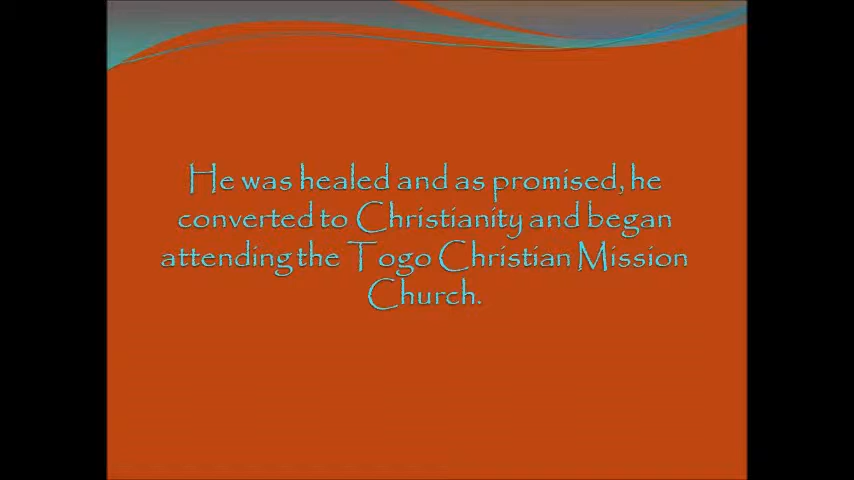 He was healed and as promised, he
converted to Christianity and began
attending the Togo Christian Mission
Church.